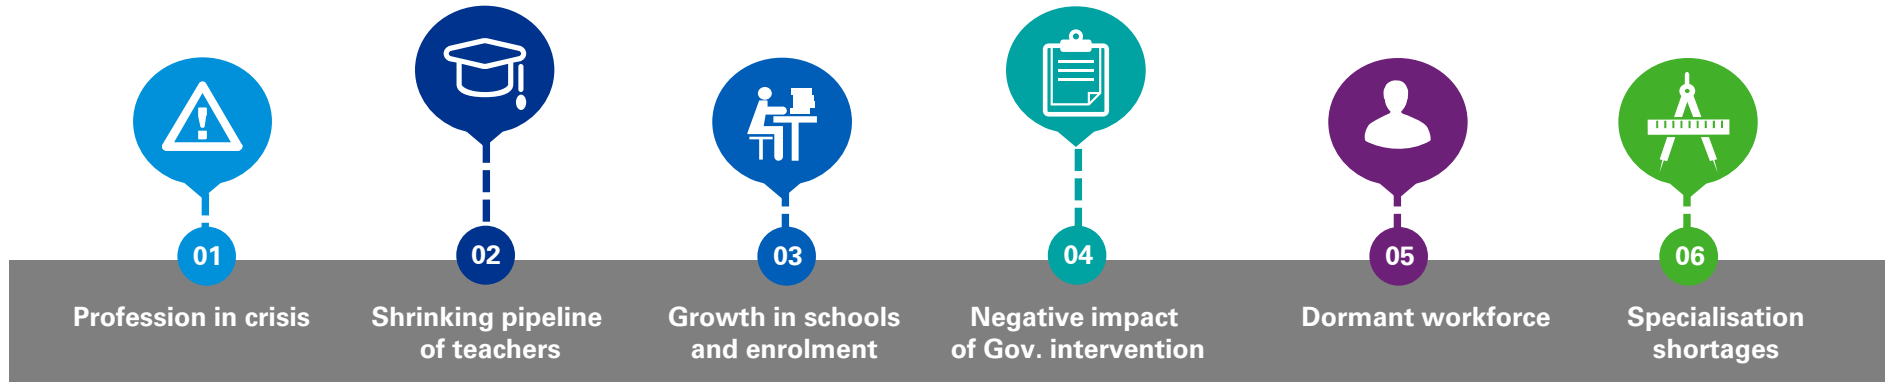 01
Profession in crisis
02
Shrinking pipeline
of teachers
03
Growth in schools
and enrolment
04
Negative impact
of Gov. intervention
05
Dormant workforce
06
Specialisation
shortages